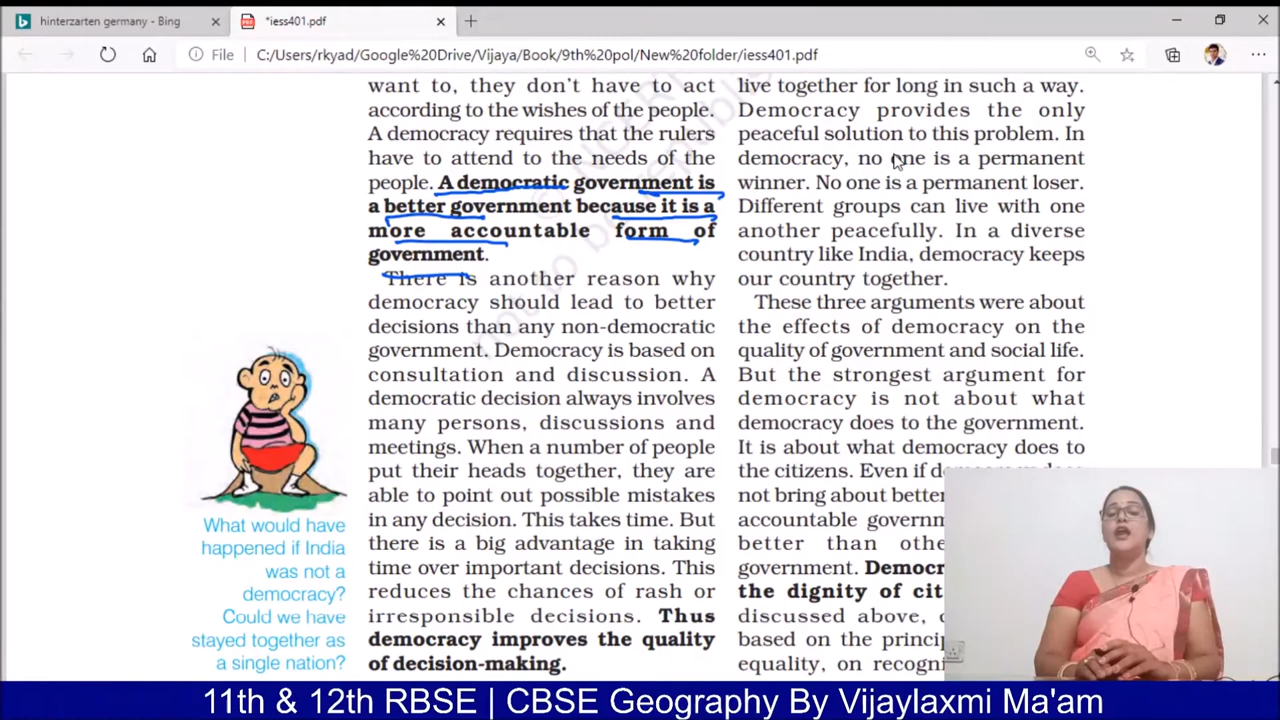 hinterzarten germany - Bing
*iess401.pdf
File
C:/Users/rkyad/Google%20Drive/Vijaya/Book/9th%20pol/New%20folder/iess401.pdf
want to, they don't have to act
according to the wishes of the people.
A democracy requires that the rulers
have to attend to the needs of the
people. A democratic government is
a better government because it is a
more accountable form of
government.
There is another reason why
democracy should lead to better
decisions than any non-democratic
government. Democracy is based on
consultation and discussion. A
democratic decision always involves
many persons, discussions and
meetings. When a number of people
put their heads together, they are
able to point out possible mistakes
in any decision. This takes time. But
there is a big advantage in taking
time over important decisions. This
reduces the chances of rash or
irresponsible decisions. Thus
democracy improves the quality
of decision-making.
What would have
happened if India
was not a
democracy?
Could we have
stayed together as
a single nation?
live together for long in such a way.
Democracy provides the only
peaceful solution to this problem. In
democracy, no one is a permanent
winner. No one is a permanent loser.
Different groups can live with one
another peacefully. In a diverse
country like India, democracy keeps
our country together.
These three arguments were about
the effects of democracy on the
quality of government and social life.
But the strongest argument for
democracy is not about what
democracy does to the government.
It is about what democracy does to
the citizens. Even if democracy does
not bring about better
accountable governm
better than othe
government. Democr
the dignity of cit
discussed above,
based on the princip
equality, on recogni
11th & 12th RBSE | CBSE Geography By Vijaylaxmi Ma'am